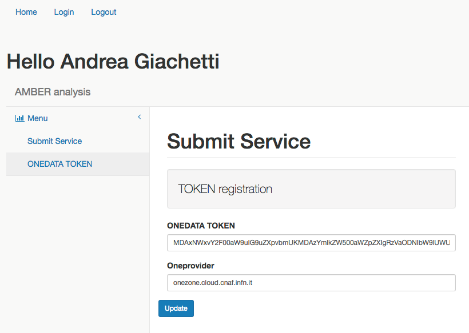 Home Login Logout
Hello Andrea Giachetti
AMBER analysis
Menu
Submit Service
ONEDATA TOKEN
Submit Service
TOKEN registration
ONEDATA TOKEN
Oneprovider
onezone.cloud.cnaf.infn.it
Update